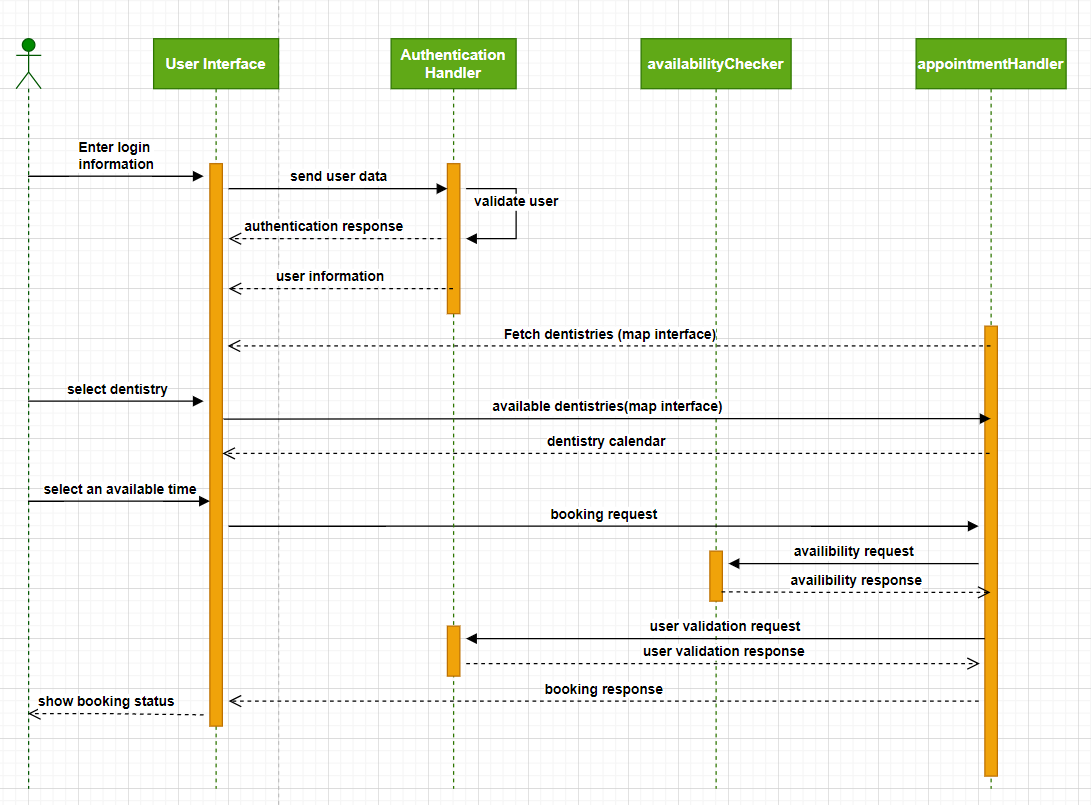 User Interface
Authentication
Handler
availabilityChecker
appointmentHandler
Enter login
information
send user data
validate user
authentication response
user information
Fetch dentistries (map interface)
select dentistry
available dentistries(map interface)
dentistry calendar
select an available time
booking request
availibility request
availibility response
user validation request
user validation response
booking response
show booking status